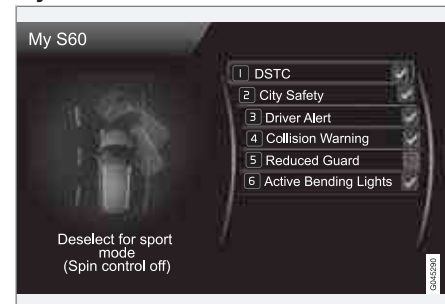 My S60
1 DSTC
2 City Safety
3 Driver Alert
4 Collision Warning
5 Reduced Guard
6 Active Bending Lights
Deselect for sport
mode
(Spin control off)
G045290